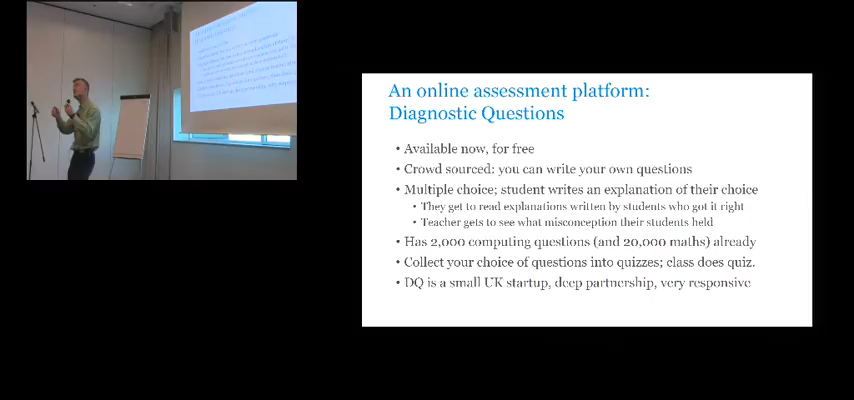 An online assessment platform:
Diagnostic Questions
• Available now, for free
• Crowd sourced: you can write your own questions
• Multiple choice; student writes an explanation of their choice
• They get to read explanations written by students who got it right
• Teacher gets to see what misconception their students held
• Has 2,000 computing questions (and 20,000 maths) already
• Collect your choice of questions into quizzes; class does quiz.
• DQ is a small UK startup, deep partnership, very responsive